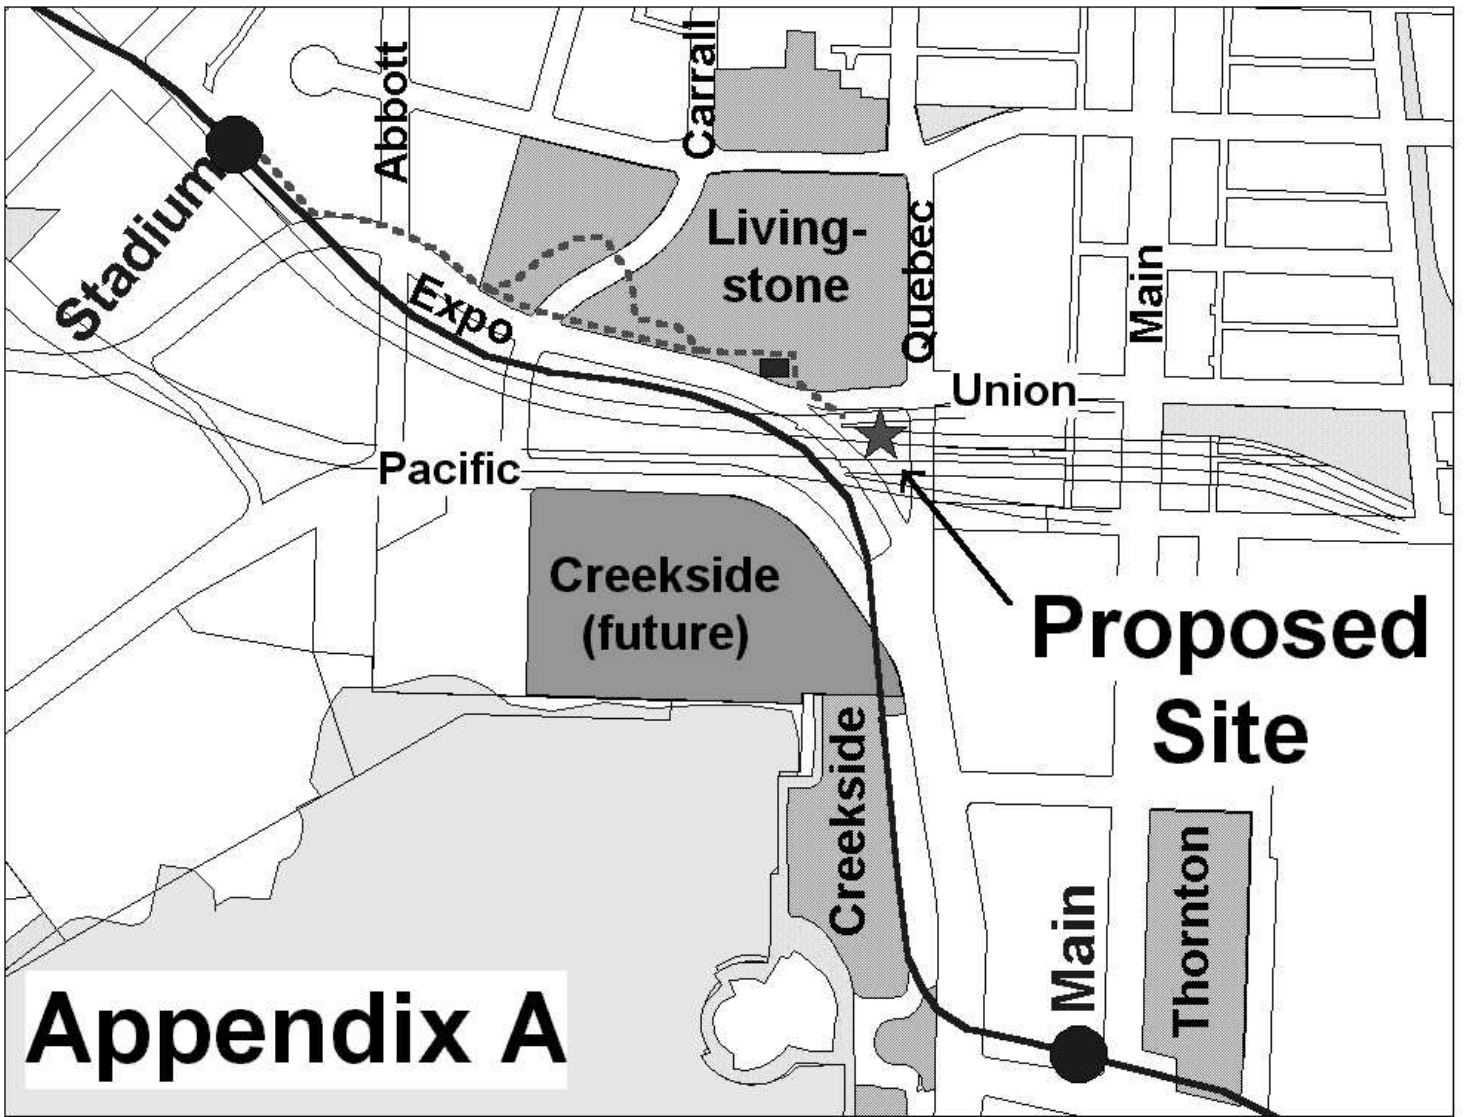 Abbott
Carrall
Stadium
Living-
stone
Quebec
Main
Expo
Union
Pacific
Creekside
(future)
Proposed
Site
Creekside
Main
Thornton
Appendix A